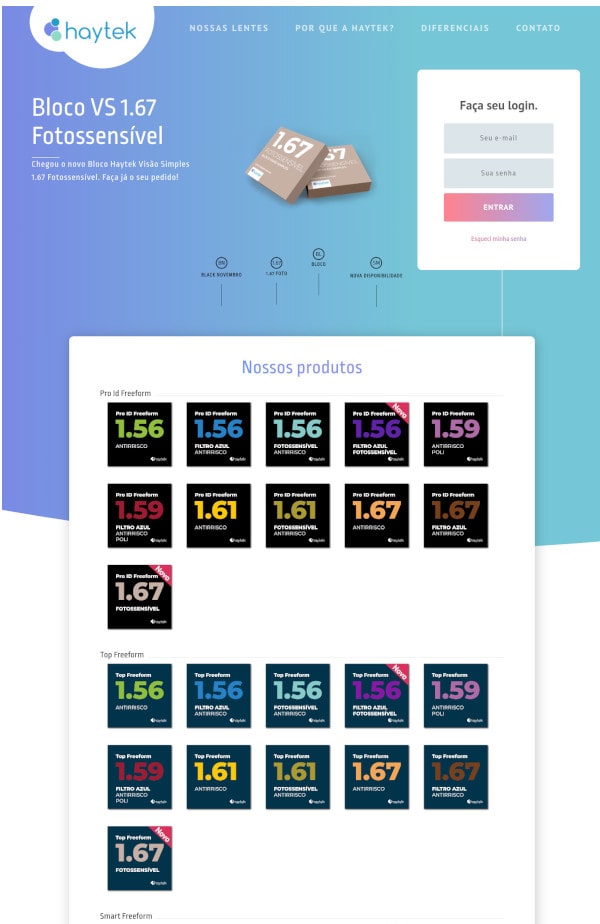 haytek
NOSSAS LENTES
POR QUE A HAYTEK?
DIFERENCIAIS
CONTATO
Bloco VS 1.67
Fotossensível
Chegou o novo Bloco Haytek Visão Simples
1.67 Fotossensível. Faça já o seu pedido!
1.67
FOTOSSENSÍVEL
haytek
Faça seu login.
Seu e-mail
Sua senha
ENTRAR
Esqueci minha senha
BN
BLACK NOVEMBRO
1.67
1.67 FOTO
BL
BLOCO
NOVA DISPONIBILIDADE
Nossos produtos
Pro Id Freeform
Pro ID Freeform
1.56
ANTIRRISCO
haytek
Pro ID Freeform
1.56
FILTRO AZUL
ANTIRRISCO
haytek
Pro ID Freeform
1.56
FOTOSSENSÍVEL
ANTIRRISCO
haytek
Novo
Pro ID Freeform
1.56
FILTRO AZUL
FOTOSSENSÍVEL
haytek
Pro ID Freeform
1.59
ANTIRRISCO
POLI
haytek
Pro ID Freeform
1.59
FILTRO AZUL
ANTIRRISCO
POLI
haytek
Pro ID Freeform
1.61
ANTIRRISCO
haytek
Pro ID Freeform
1.61
FOTOSSENSÍVEL
ANTIRRISCO
haytek
Pro ID Freeform
1.67
ANTIRRISCO
haytek
Pro ID Freeform
1.67
FILTRO AZUL
ANTIRRISCO
haytek
Novo
Pro ID Freeform
1.67
FOTOSSENSÍVEL
haytek
Top Freeform
Top Freeform
1.56
ANTIRRISCO
haytek
Top Freeform
1.56
FILTRO AZUL
ANTIRRISCO
haytek
Top Freeform
1.56
FOTOSSENSÍVEL
ANTIRRISCO
haytek
Novo
Top Freeform
1.56
FILTRO AZUL
FOTOSSENSÍVEL
haytek
Top Freeform
1.59
ANTIRRISCO
POLI
haytek
Top Freeform
1.59
FILTRO AZUL
ANTIRRISCO
POLI
haytek
Top Freeform
1.61
ANTIRRISCO
haytek
Top Freeform
1.61
FOTOSSENSÍVEL
ANTIRRISCO
haytek
Top Freeform
1.67
ANTIRRISCO
haytek
Top Freeform
1.67
FILTRO AZUL
ANTIRRISCO
haytek
Novo
Top Freeform
1.67
FOTOSSENSÍVEL
haytek
Smart Freeform